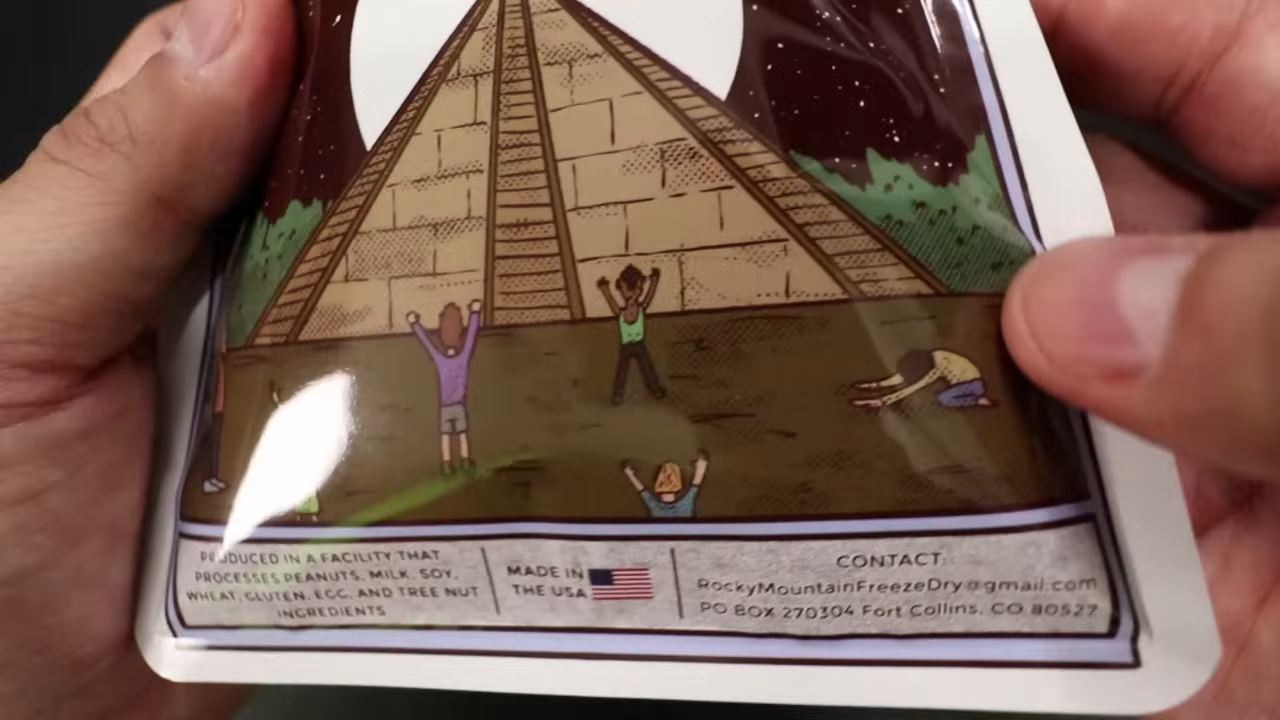 PRODUCED IN A FACILITY THAT
PROCESSES PEANUTS, MILK, SOY,
WHEAT, GLUTEN, EGG, AND TREE NUT
INGREDIENTS
MADE IN
THE USA
CONTACT:
RockyMountainFreezeDry@gmail.com
PO BOX 270304 Fort Collins, CO 80527